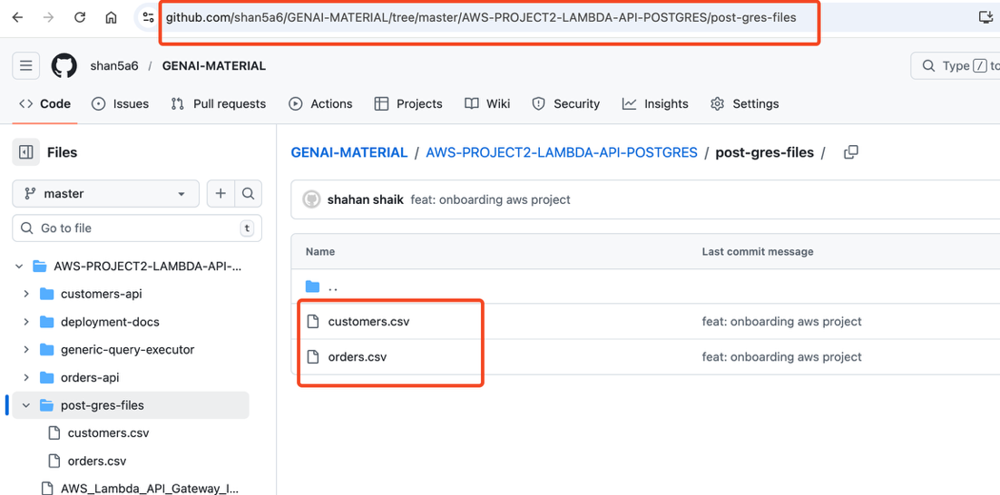 github.com/shan5a6/GENAI-MATERIAL/tree/master/AWS-PROJECT2-LAMBDA-API-POSTGRES/post-gres-files
shan5a6 / GENAI-MATERIAL
Type / to
Code Issues Pull requests Actions Projects Wiki Security Insights Settings
Files
master
Go to file t
AWS-PROJECT2-LAMBDA-API-...
customers-api
deployment-docs
generic-query-executor
orders-api
post-gres-files
customers.csv
orders.csv
AWS_Lambda_API_Gateway_I...
GENAI-MATERIAL / AWS-PROJECT2-LAMBDA-API-POSTGRES / post-gres-files /
shahan shaik feat: onboarding aws project
Name Last commit message
..
customers.csv feat: onboarding aws project
orders.csv feat: onboarding aws project